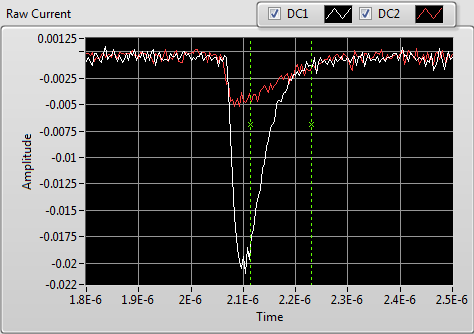 Raw Current
DC1 DC2
Amplitude
0.00125
-0.0025
-0.005
-0.0075
-0.01
-0.0125
-0.015
-0.0175
-0.02
-0.022
1.8E-6 1.9E-6 2E-6 2.1E-6 2.2E-6 2.3E-6 2.4E-6 2.5E-6
Time